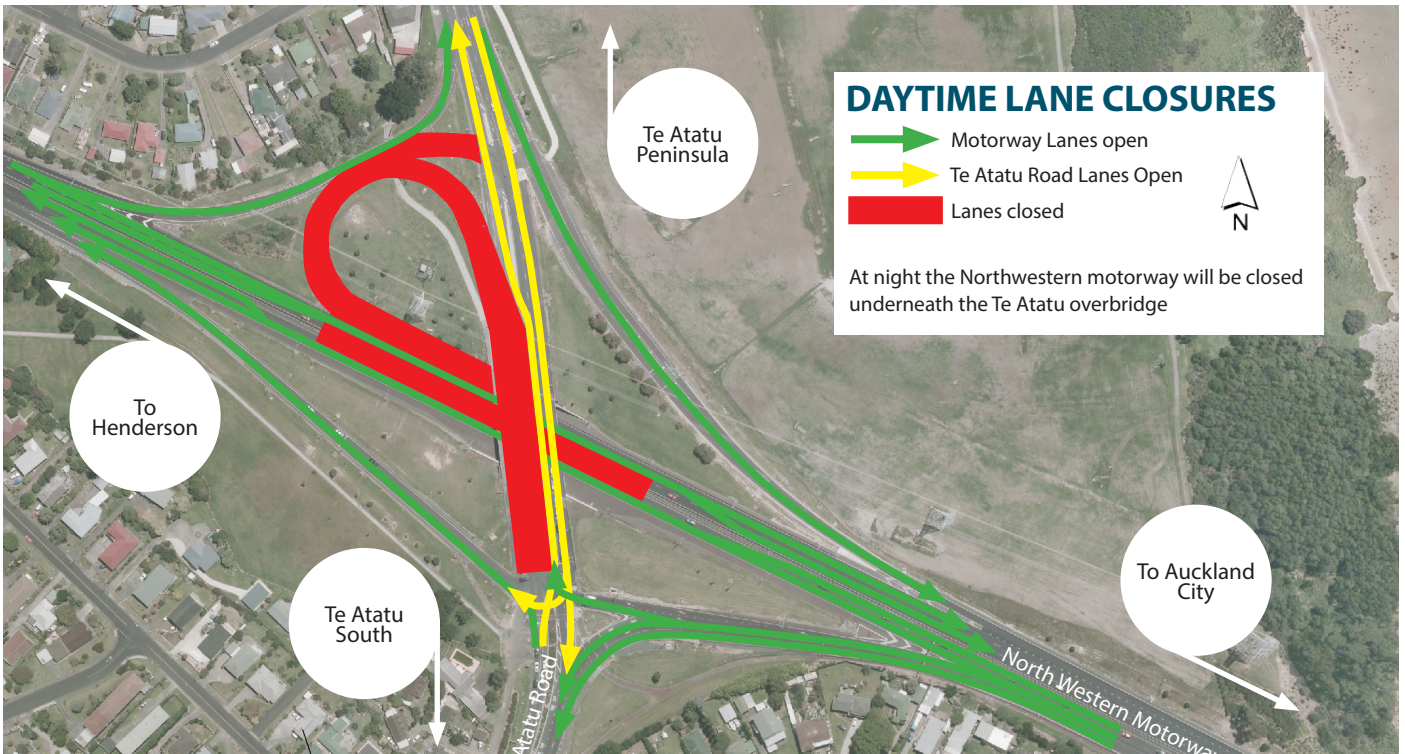 DAYTIME LANE CLOSURES
Motorway Lanes open
Te Atatu Road Lanes Open
Lanes closed
N
At night the Northwestern motorway will be closed
underneath the Te Atatu overbridge
Te Atatu
Peninsula
To
Henderson
Te Atatu
South
To Auckland
City
Atatu Road
North Western Motorway